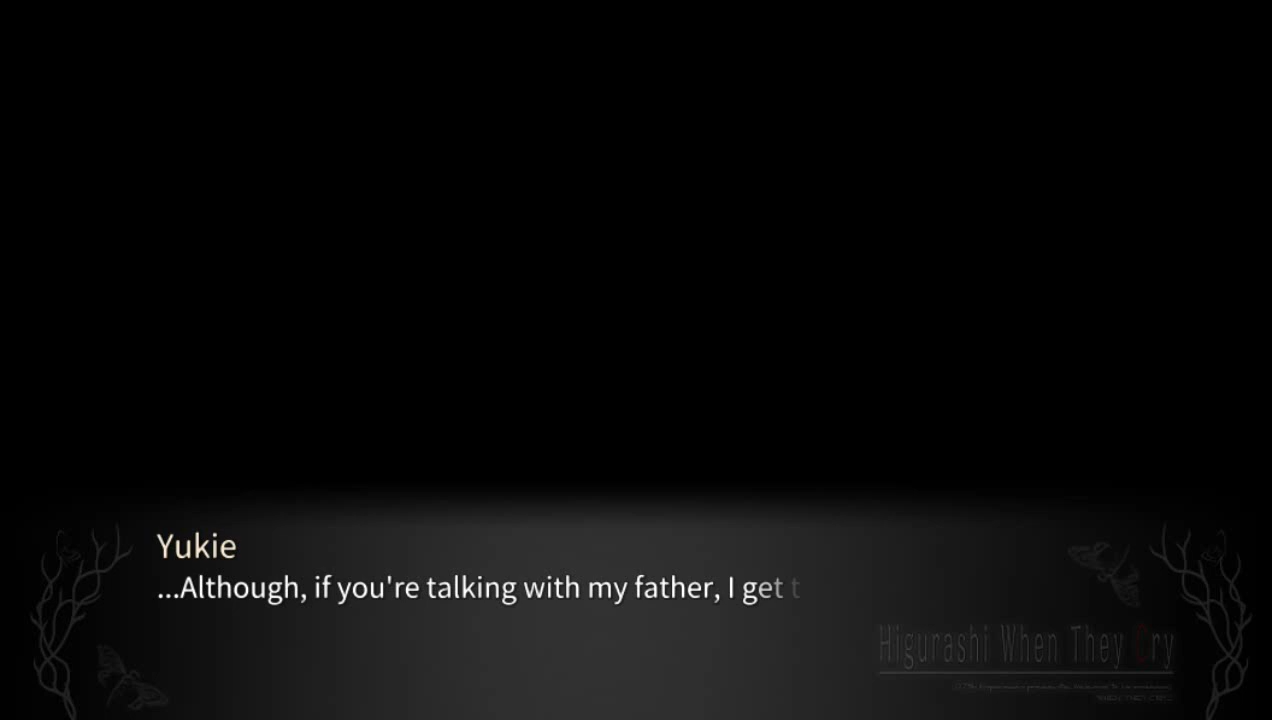 Yukie
...Although, if you're talking with my father, I get t
Higurashi When They Cry